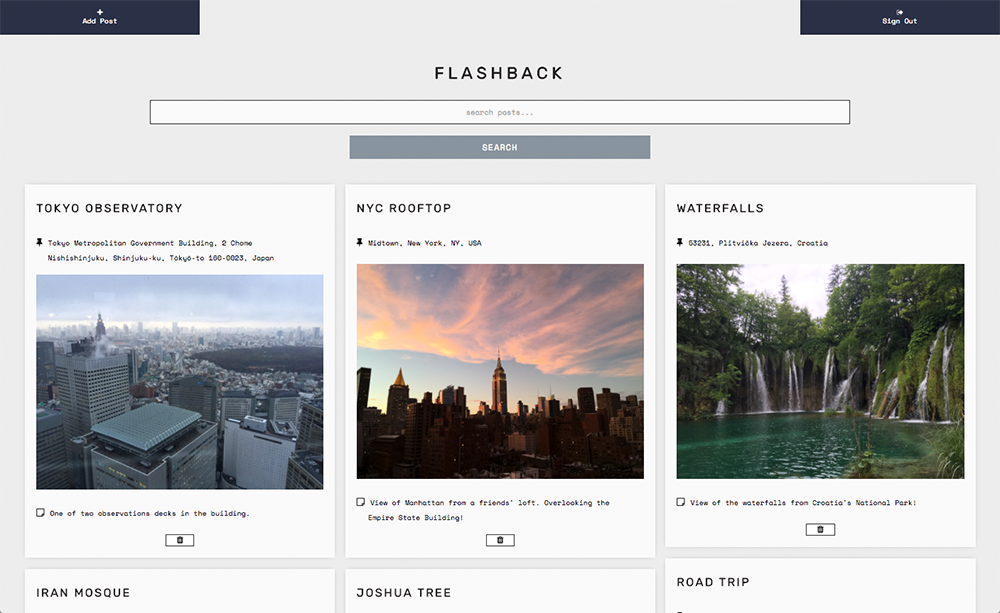 Add Post
Sign Out
FLASHBACK
search posts...
SEARCH
TOKYO OBSERVATORY
Tokyo Metropolitan Government Building, 2 Chome
Nishishinjuku, Shinjuku-ku, Tōkyō-to 160-0023, Japan
One of two observations decks in the building.
NYC ROOFTOP
Midtown, New York, NY, USA
View of Manhattan from a friends' loft. Overlooking the
Empire State Building!
WATERFALLS
53231, Plitvička Jezera, Croatia
View of the waterfalls from Croatia's National Park!
IRAN MOSQUE
JOSHUA TREE
ROAD TRIP